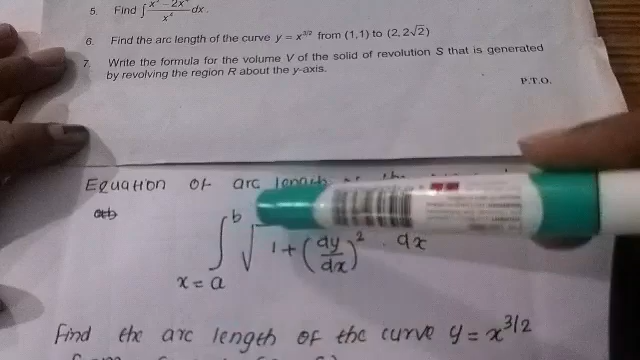 5. Find ∫ dx.
6. Find the arc length of the curve y = x^{3/2} from (1,1) to (2, 2√2)
7. Write the formula for the volume V of the solid of revolution S that is generated
by revolving the region R about the y-axis.
P.T.O.
Equation of arc length
∫_{x=a}^{b} √1+(dy/dx)^2 . dx
Find the arc length of the curve y = x^{3/2}